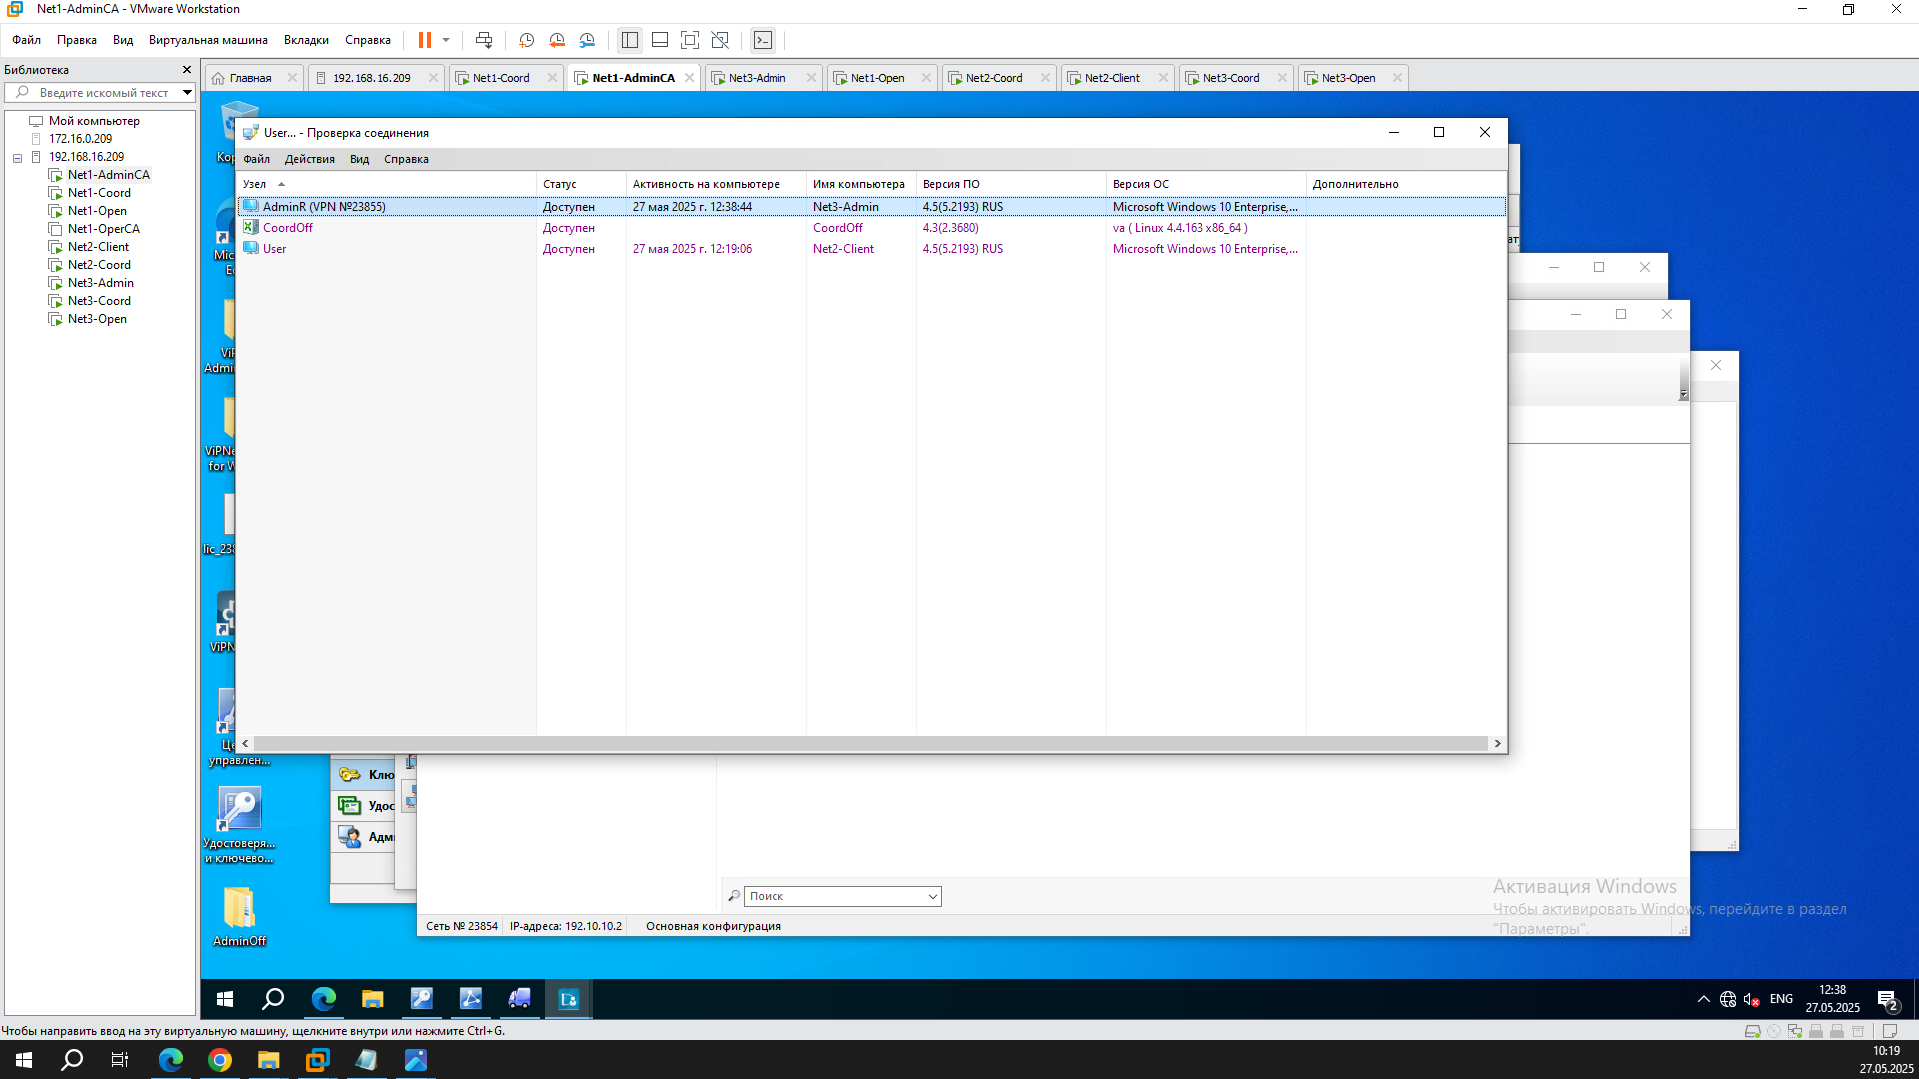 Net1-AdminCA - VMware Workstation
Файл Правка Вид Виртуальная машина Вкладки Справка
Библиотека
Введите искомый текст
Мой компьютер
172.16.0.209
192.168.16.209
Net1-AdminCA
Net1-Coord
Net1-Open
Net1-OperCA
Net2-Client
Net2-Coord
Net3-Admin
Net3-Coord
Net3-Open
Главная 192.168.16.209 Net1-Coord Net1-AdminCA Net3-Admin Net1-Open Net2-Coord Net2-Client Net3-Coord Net3-Open
User... - Проверка соединения
Файл Действия Вид Справка
Узел Статус Активность на компьютере Имя компьютера Версия ПО Версия ОС Дополнительно
AdminR (VPN №23855) Доступен 27 мая 2025 г. 12:38:44 Net3-Admin 4.5(5.2193) RUS Microsoft Windows 10 Enterprise,...
CoordOff Доступен CoordOff 4.3(2.3680) va ( Linux 4.4.163 x86_64 )
User Доступен 27 мая 2025 г. 12:19:06 Net2-Client 4.5(5.2193) RUS Microsoft Windows 10 Enterprise,...
Кор
Mic
E
ViP
Admi
ViPNe
for W
lic_23
ViPN
Це
управлен...
Удостоверя...
и ключево...
AdminOff
Клю
Удос
Адми
Поиск
Сеть № 23854 IP-адреса: 192.10.10.2 Основная конфигурация
Активация Windows
Чтобы активировать Windows, перейдите в раздел
"Параметры".
ENG
12:38
27.05.2025
2
Чтобы направить ввод на эту виртуальную машину, щелкните внутри или нажмите Ctrl+G.
10:19
27.05.2025